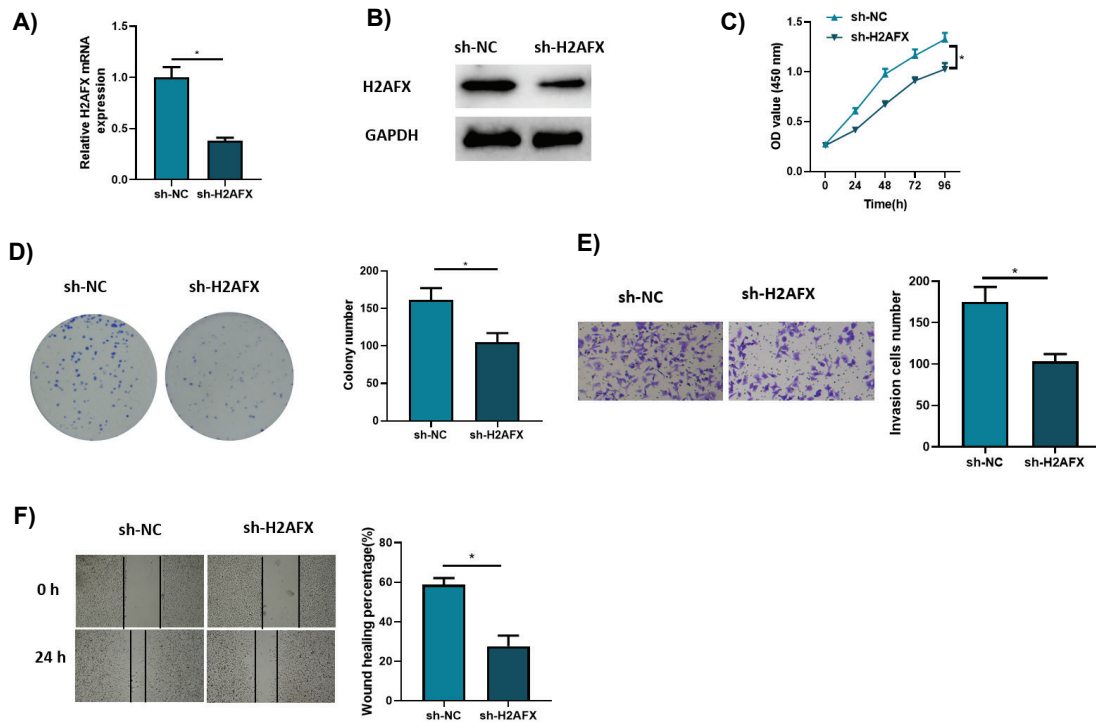 A)
Relative H2AFX mRNA
expression
1.5
1.0
0.5
0.0
*
sh-NC sh-H2AFX
B)
sh-NC sh-H2AFX
H2AFX
GAPDH
C)
sh-NC
sh-H2AFX
OD value (450 nm)
1.5
1.0
0.5
0.0
*
0 24 48 72 96
Time(h)
D)
sh-NC sh-H2AFX
Colony number
200
150
100
50
0
*
sh-NC sh-H2AFX
E)
sh-NC sh-H2AFX
Invasion cells number
200
150
100
50
0
*
sh-NC sh-H2AFX
F)
sh-NC sh-H2AFX
0 h
24 h
Wound healing percentage(%)
80
60
40
20
0
*
sh-NC sh-H2AFX